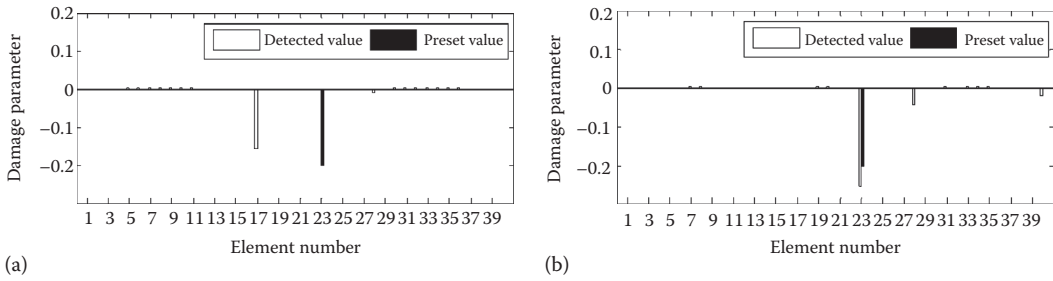 0.2
0.1
0
−0.1
−0.2
Damage parameter
Detected value
Preset value
1 3 5 7 9 11 13 15 17 19 21 23 25 27 29 31 33 35 37 39
Element number
(a)
0.2
0.1
0
−0.1
−0.2
Damage parameter
Detected value
Preset value
1 3 5 7 9 11 13 15 17 19 21 23 25 27 29 31 33 35 37 39
Element number
(b)